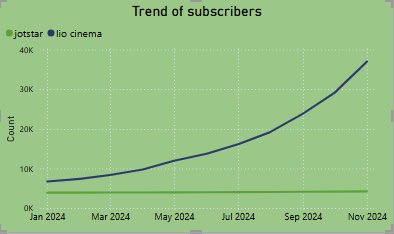 Trend of subscribers
jotstar lio cinema
40K
30K
20K
10K
0K
Count
Jan 2024 Mar 2024 May 2024 Jul 2024 Sep 2024 Nov 2024